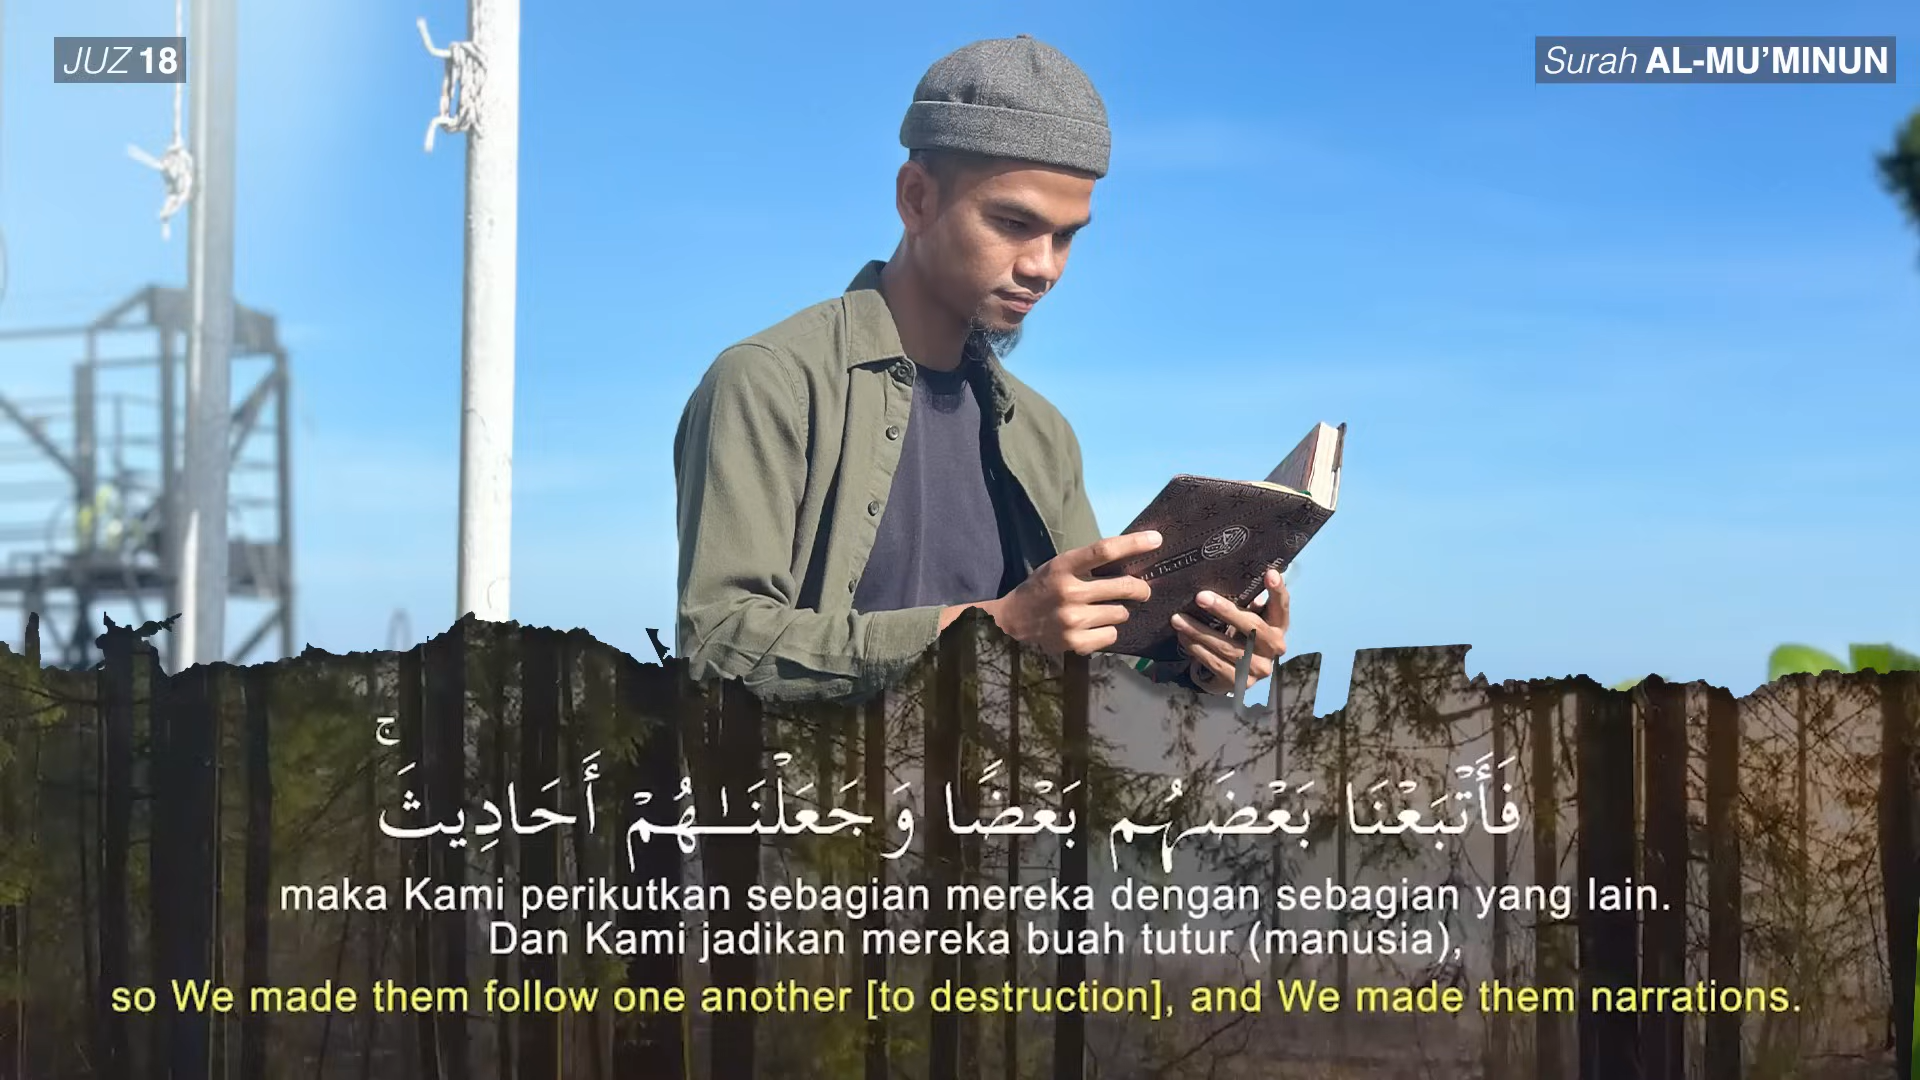 JUZ 18
Surah AL-MU’MINUN
فَأَتْبَعْنَا بَعْضَهُم بَعْضًا وَجَعَلْنَـٰهُمْ أَحَادِيثَ ۚ
maka Kami perikutkan sebagian mereka dengan sebagian yang lain.
Dan Kami jadikan mereka buah tutur (manusia),
so We made them follow one another [to destruction], and We made them narrations.